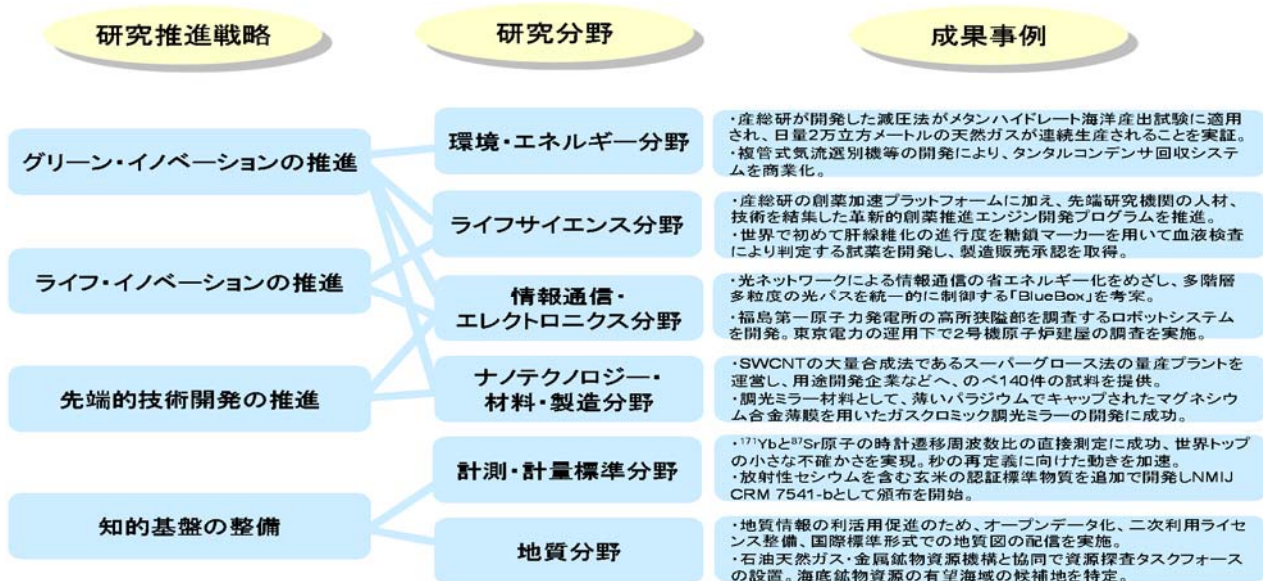 研究推進戦略
研究分野
成果事例
グリーン・イノベーションの推進
ライフ・イノベーションの推進
先端的技術開発の推進
知的基盤の整備
環境・エネルギー分野
ライフサイエンス分野
情報通信・
エレクトロニクス分野
ナノテクノロジー・
材料・製造分野
計測・計量標準分野
地質分野
・産総研が開発した減圧法がメタンハイドレート海洋産出試験に適用
され、日量2万立方メートルの天然ガスが連続生産されることを実証。
・複管式気流選別機等の開発により、タンタルコンデンサ回収システ
ムを商業化。
・産総研の創薬加速プラットフォームに加え、先端研究機関の人材、
技術を結集した革新的創薬推進エンジン開発プログラムを推進。
・世界で初めて肝線維化の進行度を糖鎖マーカーを用いて血液検査
により判定する試薬を開発し、製造販売承認を取得。
・光ネットワークによる情報通信の省エネルギー化をめざし、多階層
多粒度の光パスを統一的に制御する「BlueBox」を考案。
・福島第一原子力発電所の高所狭隘部を調査するロボットシステム
を開発。東京電力の運用下で2号機原子炉建屋の調査を実施。
・SWCNTの大量合成法であるスーパーグロース法の量産プラントを
運営し、用途開発企業などへ、のべ140件の試料を提供。
・調光ミラー材料として、薄いパラジウムでキャップされたマグネシウ
ム合金薄膜を用いたガスクロミック調光ミラーの開発に成功。
・¹⁷¹Ybと⁸⁷Sr原子の時計遷移周波数比の直接測定に成功、世界トップ
の小さな不確かさを実現。秒の再定義に向けた動きを加速。
・放射性セシウムを含む玄米の認証標準物質を追加で開発しNMIJ
CRM 7541-bとして頒布を開始。
・地質情報の利活用促進のため、オープンデータ化、二次利用ライセ
ンス整備、国際標準形式での地質図の配信を実施。
・石油天然ガス・金属鉱物資源機構と協同で資源探査タスクフォース
の設置。海底鉱物資源の有望海域の候補地を特定。